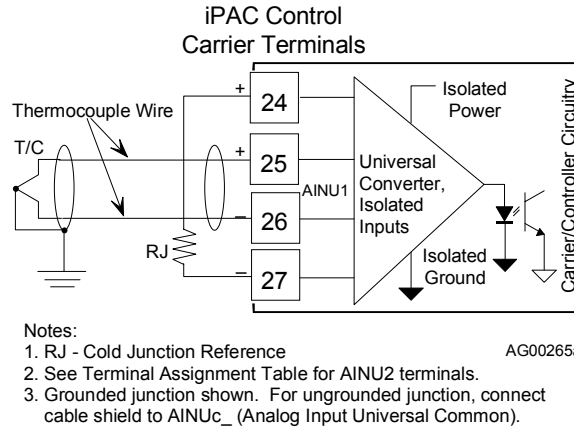 iPAC Control
Carrier Terminals
+
24
Isolated
Power
Thermocouple Wire
T/C
+
25
Universal
Converter,
Isolated
Inputs
AINU1
–
26
RJ
–
27
Isolated
Ground
Carrier/Controller Circuitry
Notes:
1. RJ - Cold Junction Reference
AG00265a
2. See Terminal Assignment Table for AINU2 terminals.
3. Grounded junction shown. For ungrounded junction, connect
cable shield to AINUc_ (Analog Input Universal Common).